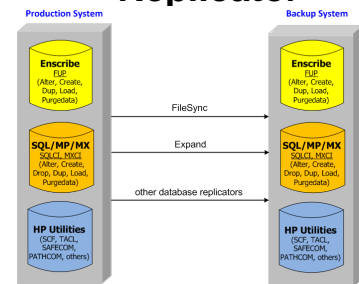 Replicator
Production System
Backup System
Enscribe
FUP
(Alter, Create,
Dup, Load,
Purgedata)
SQL/MP/MX
SQLCI, MXCI
(Alter, Create,
Drop, Dup, Load,
Purgedata)
HP Utilities
(SCF, TACL,
SAFECOM,
PATHCOM, others)
FileSync
Expand
other database replicators
Enscribe
FUP
(Alter, Create,
Dup, Load,
Purgedata)
SQL/MP/MX
SQLCI, MXCI
(Alter, Create,
Drop, Dup, Load,
Purgedata)
HP Utilities
(SCF, TACL,
SAFECOM,
PATHCOM, others)